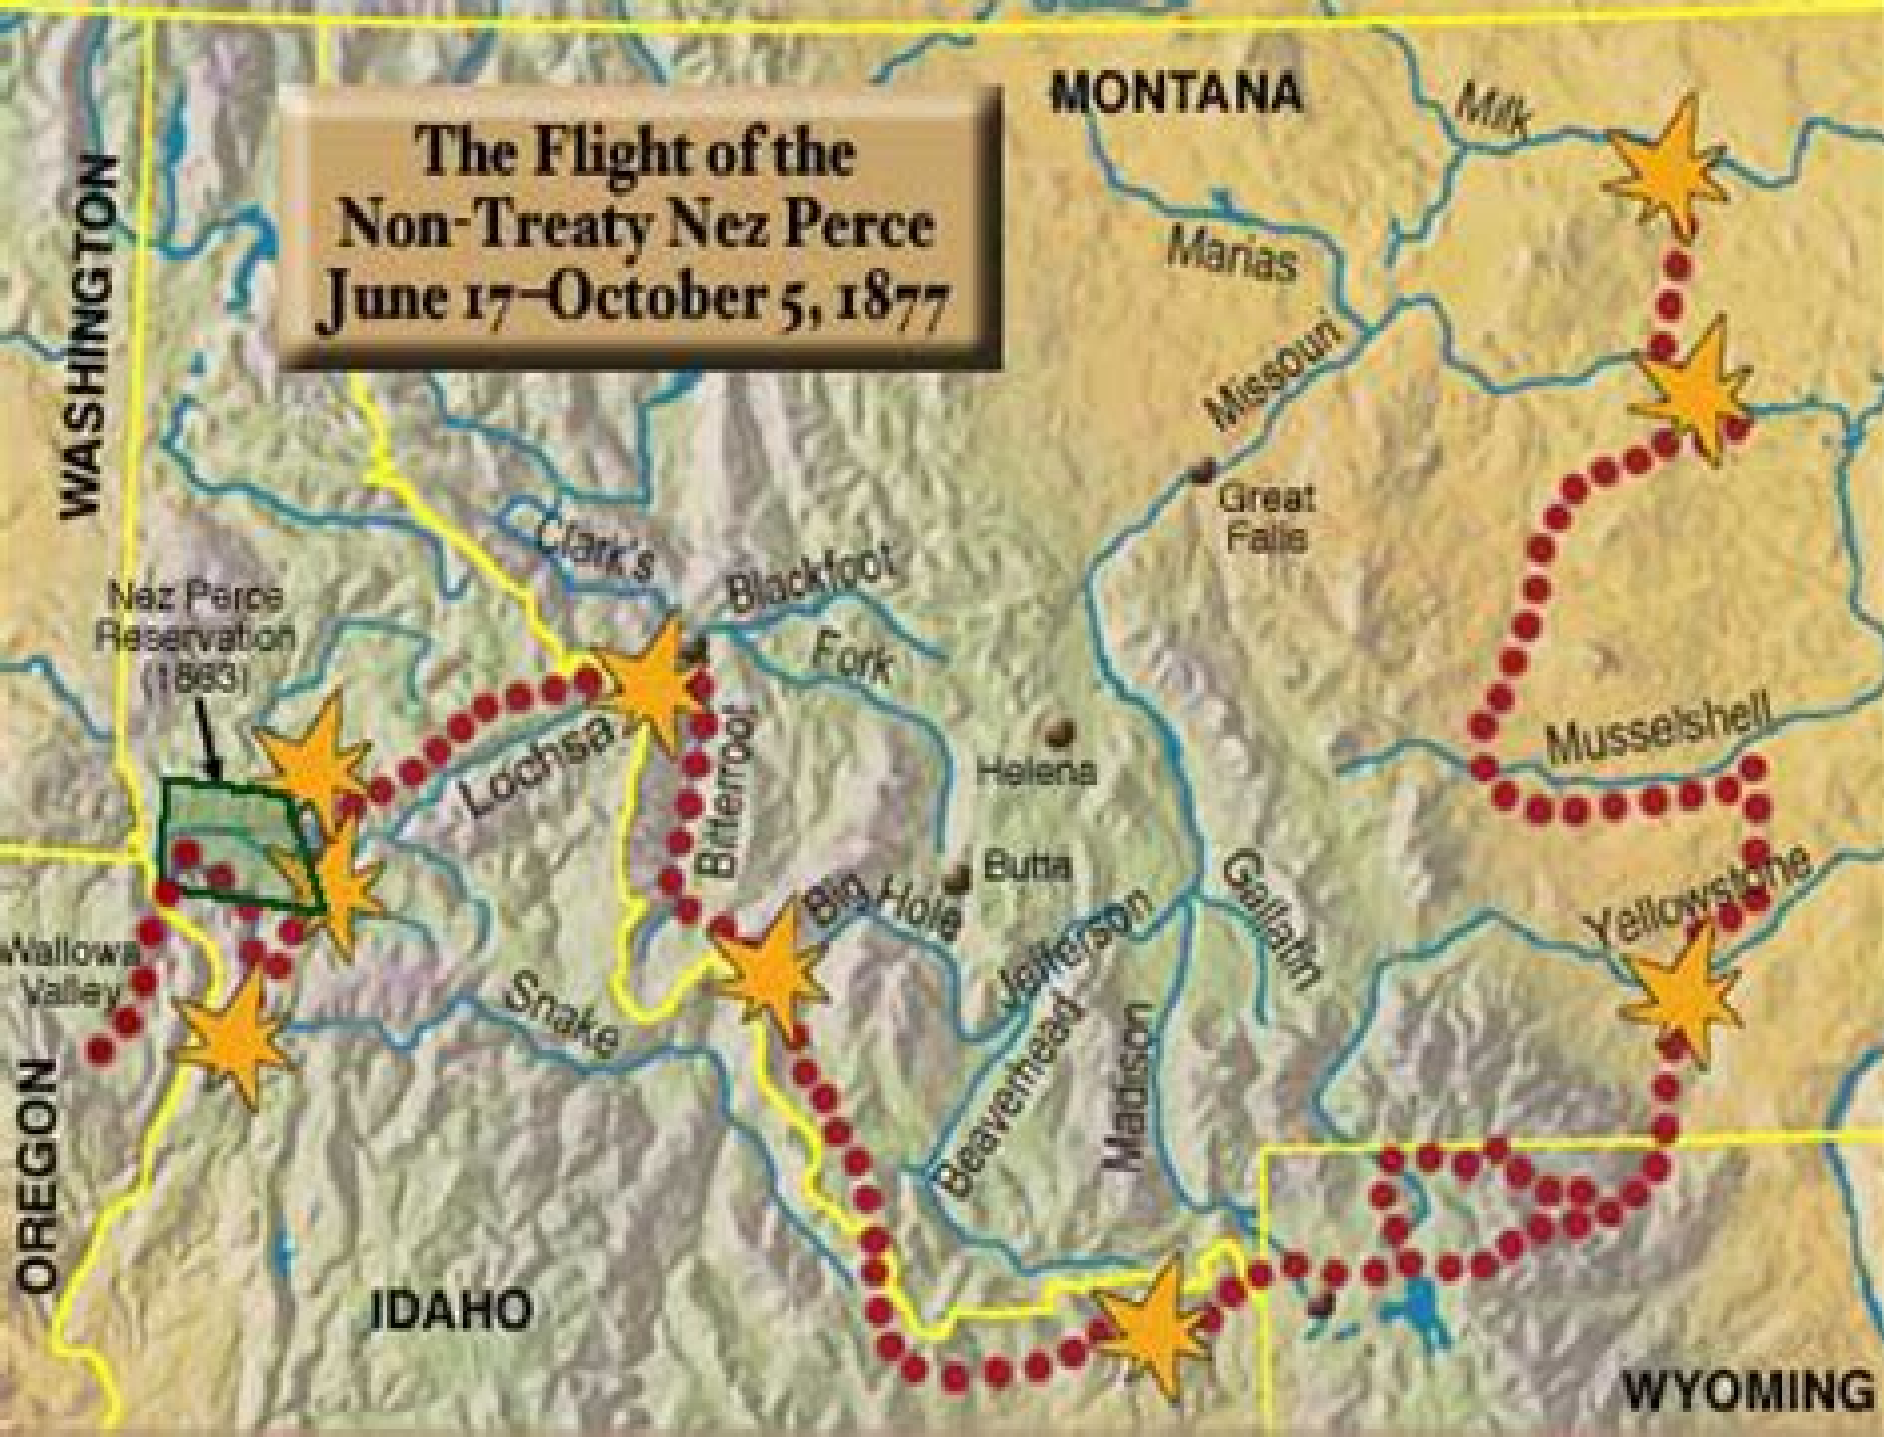 The Flight of the
Non-Treaty Nez Perce
June 17–October 5, 1877
MONTANA
Milk
Marias
Missouri
WASHINGTON
Great
Falls
Clark's
Blackfoot
Fork
Nez Perce
Reservation
(1863)
Lochsa
Bitterroot
Helena
Musselshell
Butta
Big Hole
Jefferson
Gallatin
Yellowstone
Wallowa
Valley
Snake
Beaverhead
Madison
OREGON
IDAHO
WYOMING